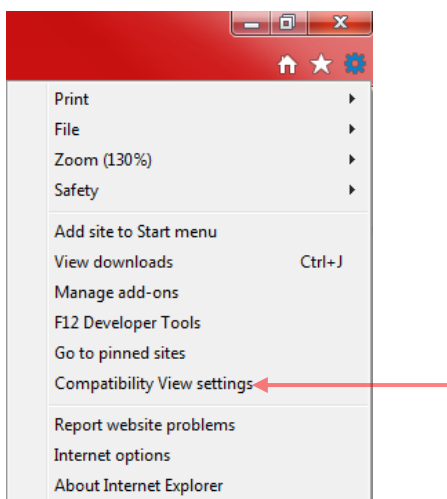 Print
File
Zoom (130%)
Safety
Add site to Start menu
View downloads Ctrl+J
Manage add-ons
F12 Developer Tools
Go to pinned sites
Compatibility View settings
Report website problems
Internet options
About Internet Explorer